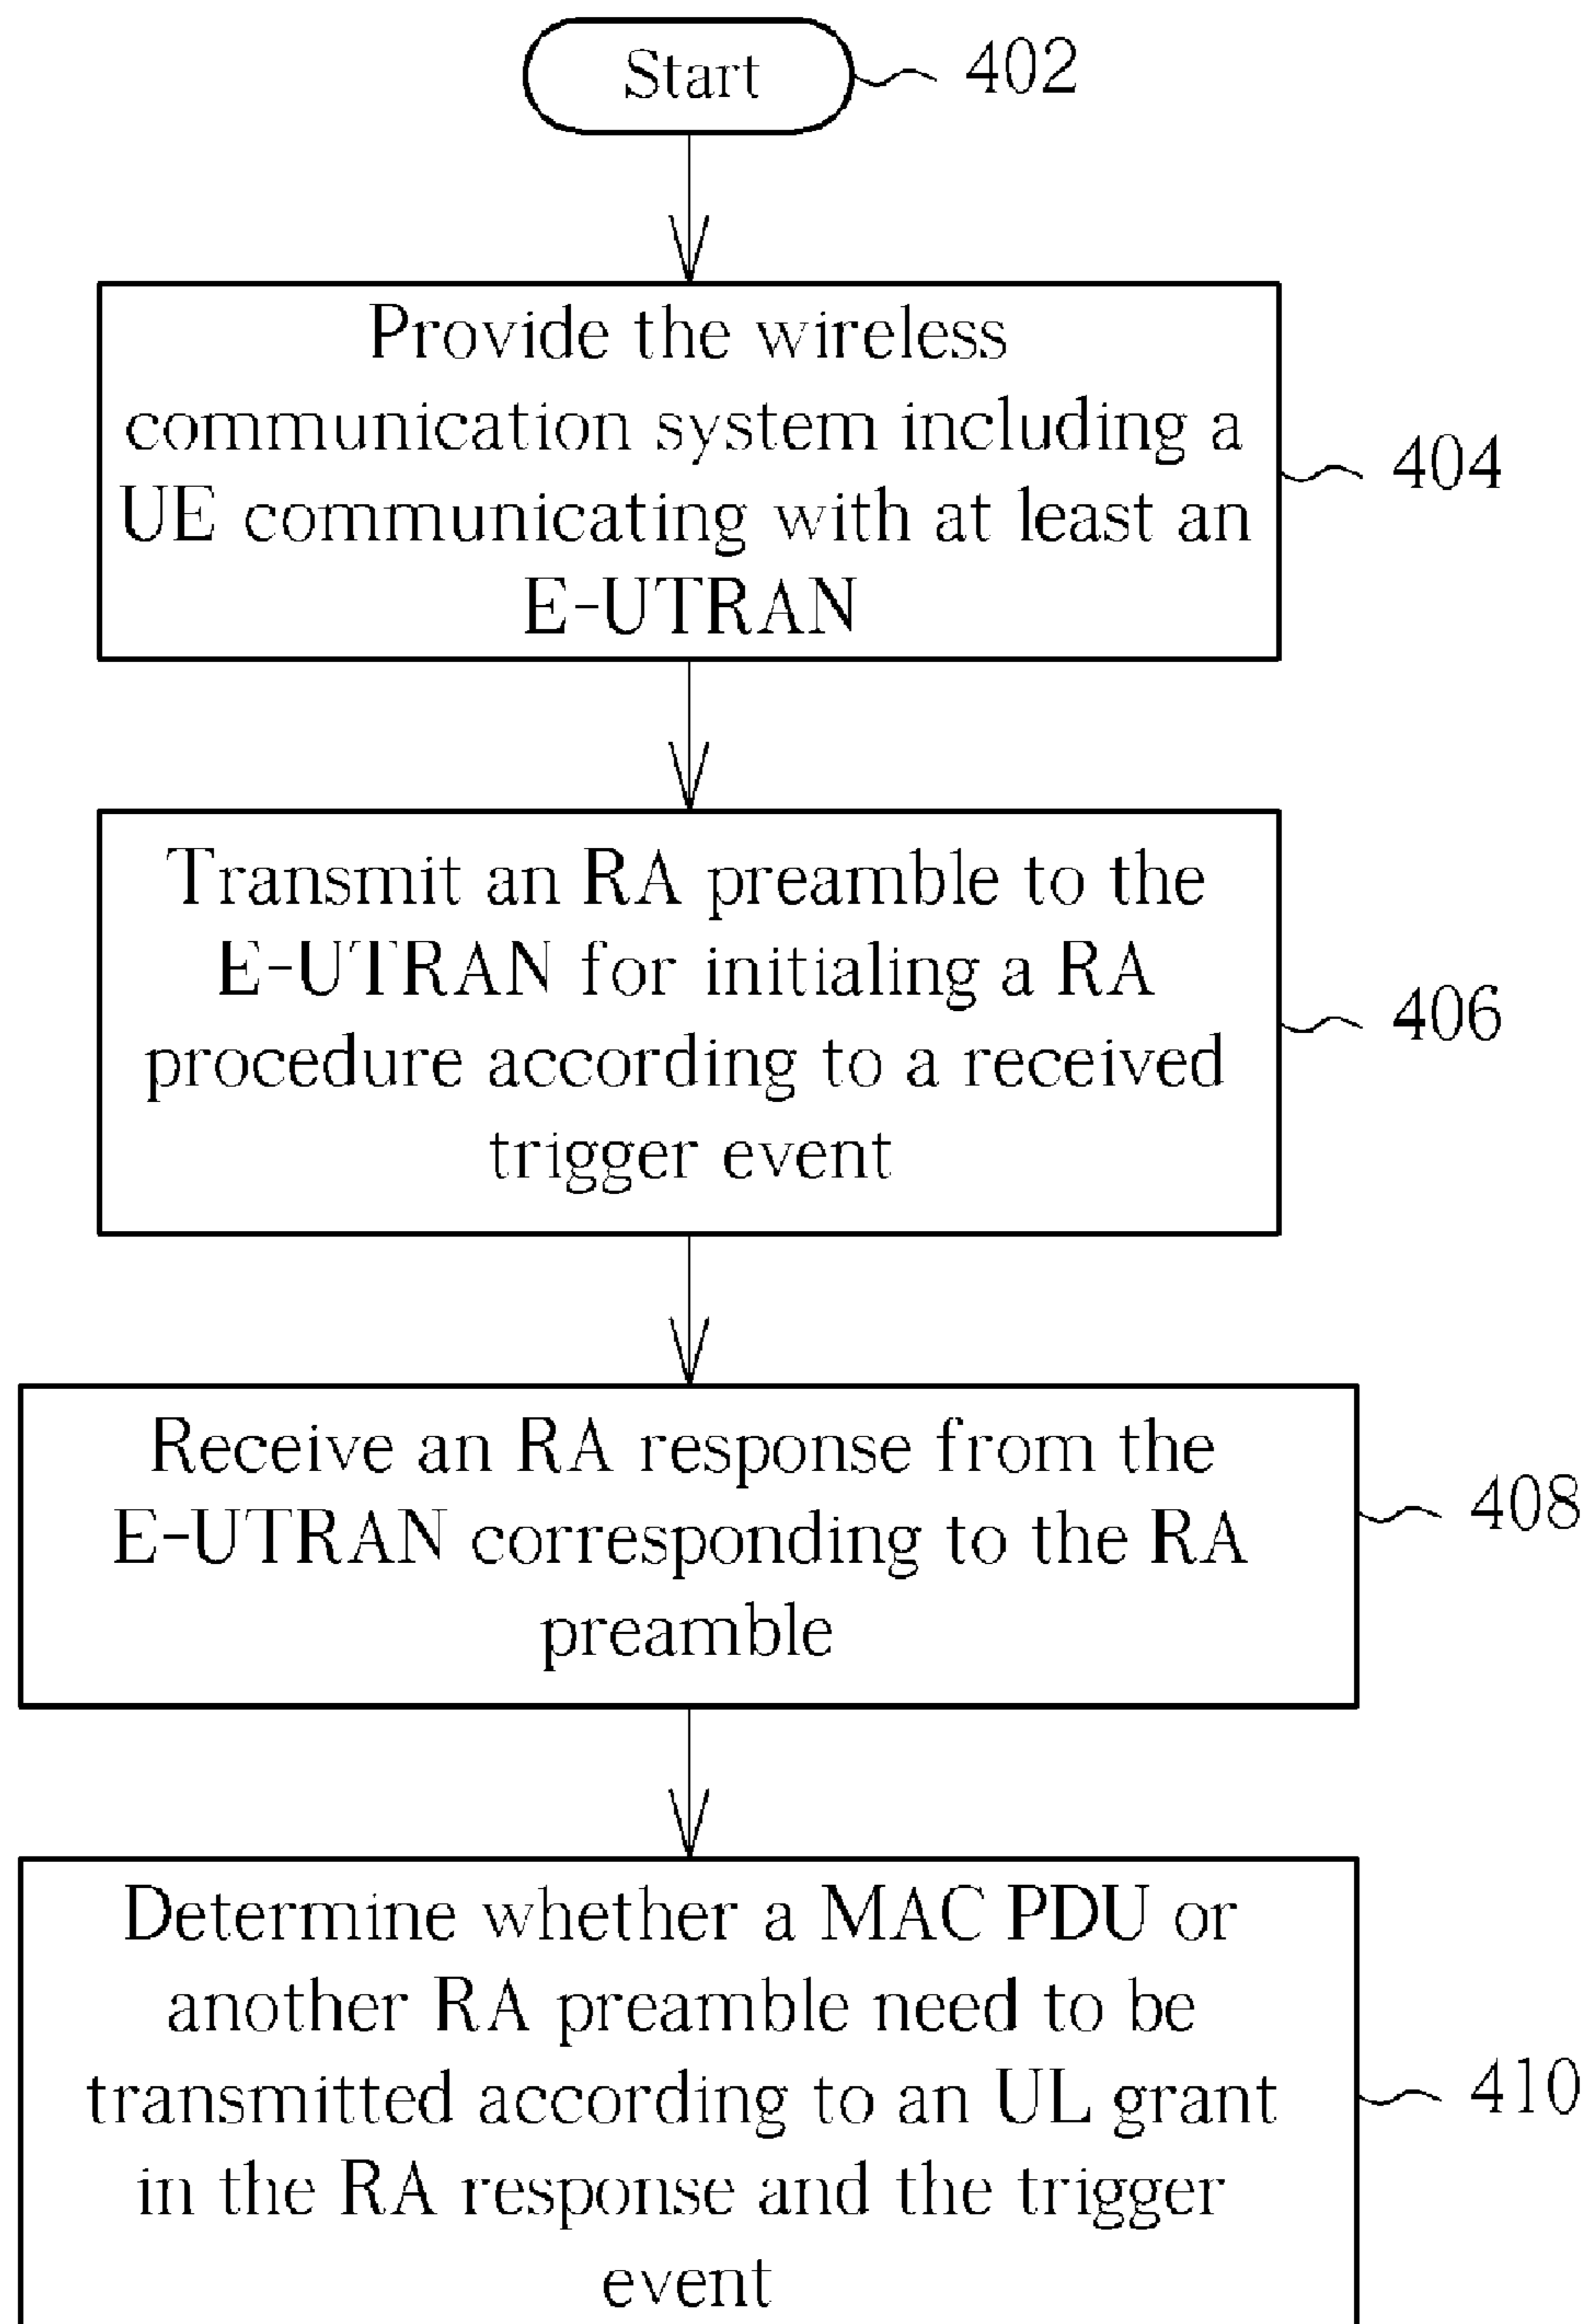 Start
402
Provide the wireless
communication system including a
UE communicating with at least an
E-UTRAN
404
Transmit an RA preamble to the
E-UTRAN for initialing a RA
procedure according to a received
trigger event
406
Receive an RA response from the
E-UTRAN corresponding to the RA
preamble
408
Determine whether a MAC PDU or
another RA preamble need to be
transmitted according to an UL grant
in the RA response and the trigger
event
410